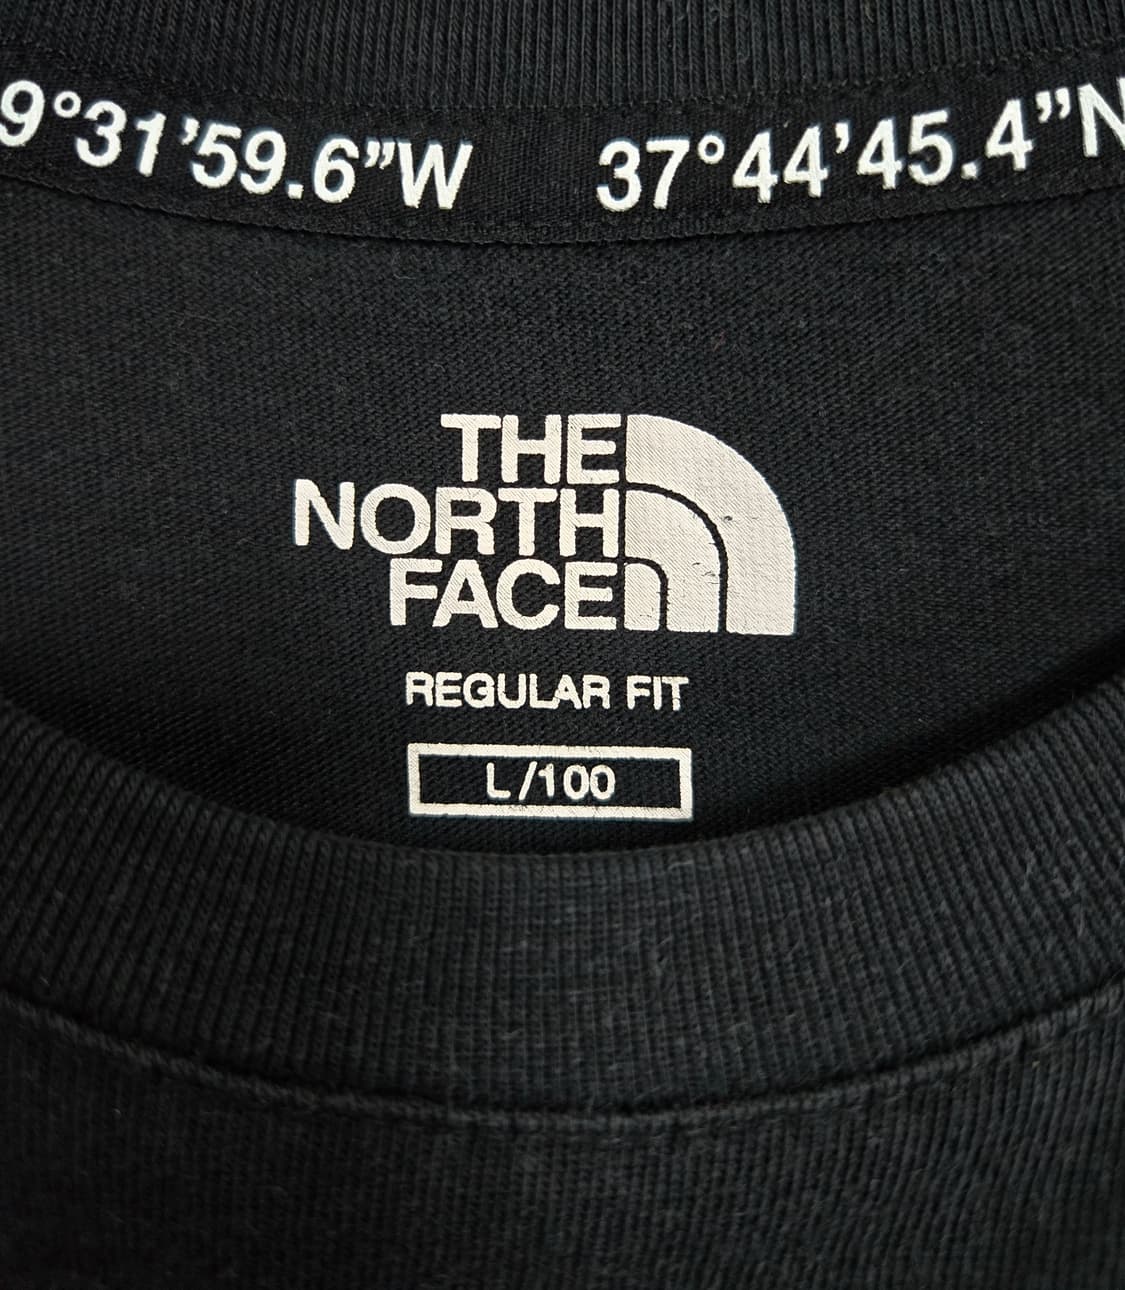 9°31’59.6”W 37°44’45.4”N
THE
NORTH
FACE
REGULAR FIT
L/100